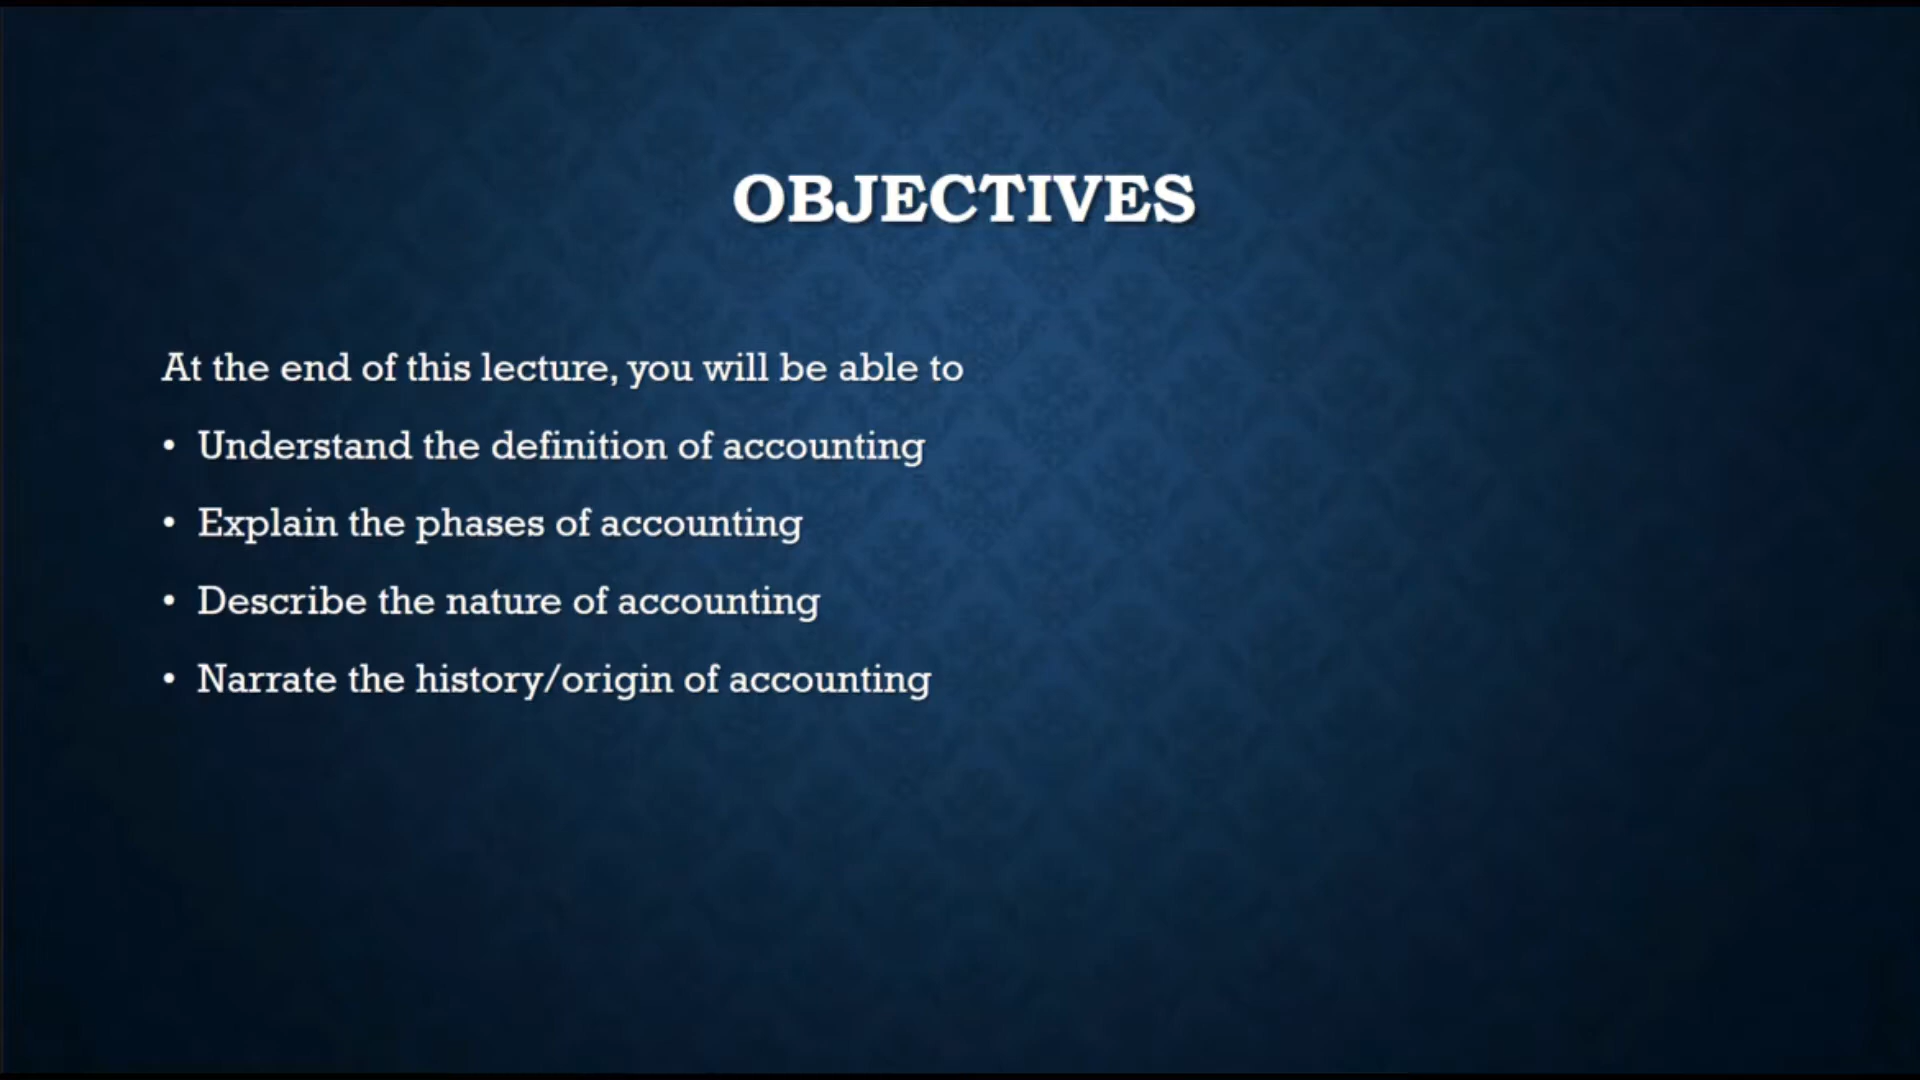 OBJECTIVES
At the end of this lecture, you will be able to
• Understand the definition of accounting
• Explain the phases of accounting
• Describe the nature of accounting
• Narrate the history/origin of accounting